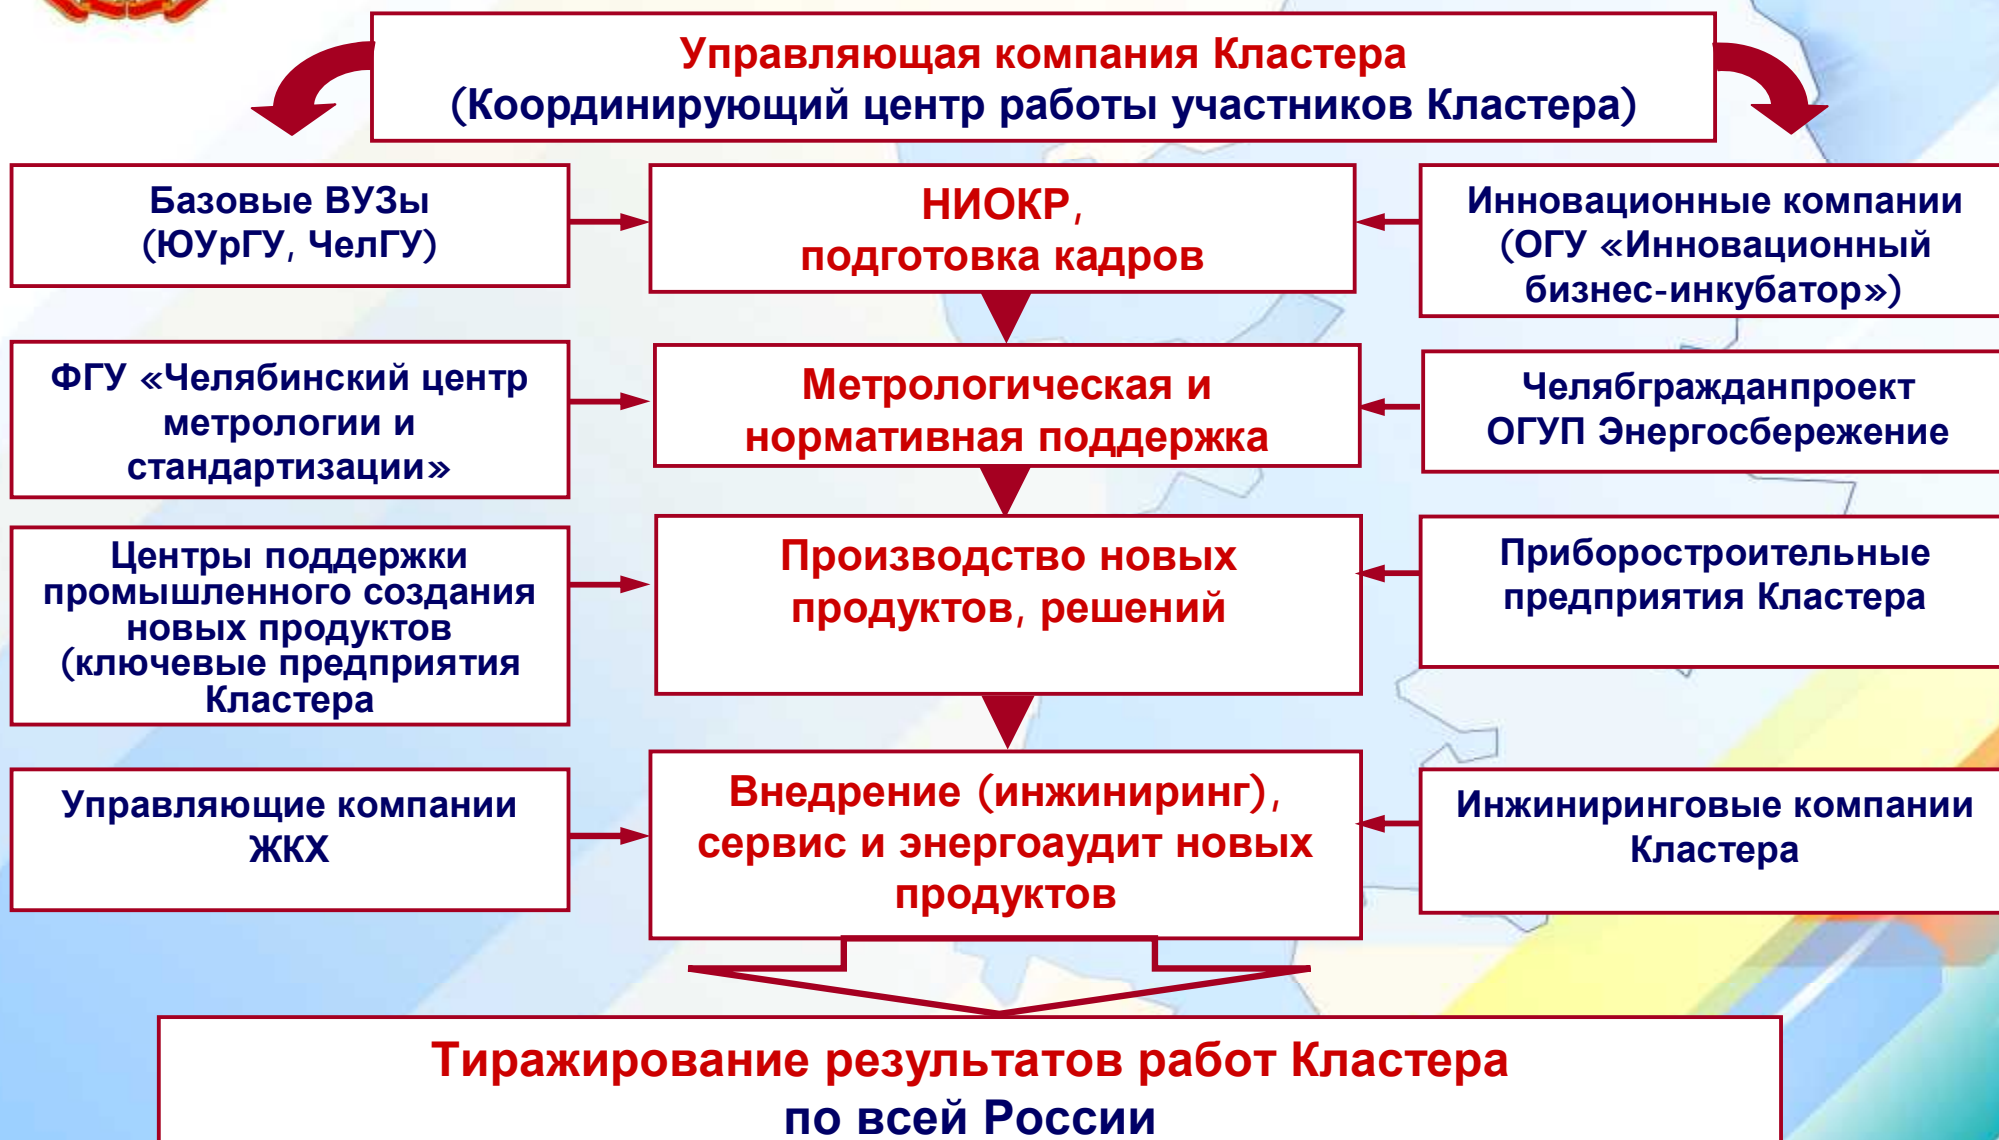 Управляющая компания Кластера
(Координирующий центр работы участников Кластера)
Базовые ВУЗы
(ЮУрГУ, ЧелГУ)
НИОКР,
подготовка кадров
Инновационные компании
(ОГУ «Инновационный
бизнес-инкубатор»)
ФГУ «Челябинский центр
метрологии и
стандартизации»
Метрологическая и
нормативная поддержка
Челябгражданпроект
ОГУП Энергосбережение
Центры поддержки
промышленного создания
новых продуктов
(ключевые предприятия
Кластера
Производство новых
продуктов, решений
Приборостроительные
предприятия Кластера
Управляющие компании
ЖКХ
Внедрение (инжиниринг),
сервис и энергоаудит новых
продуктов
Инжиниринговые компании
Кластера
Тиражирование результатов работ Кластера
по всей России